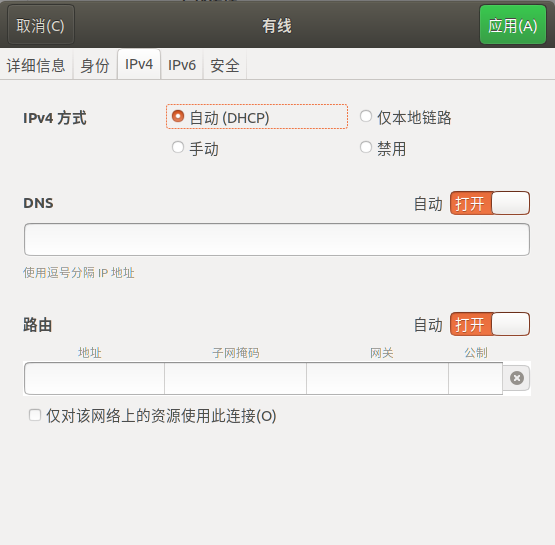 取消(C) 有线 应用(A)
详细信息 身份 IPv4 IPv6 安全
IPv4 方式 自动 (DHCP) 仅本地链路
手动 禁用
DNS 自动 打开
使用逗号分隔 IP 地址
路由 自动 打开
地址 子网掩码 网关 公制
仅对该网络上的资源使用此连接(O)